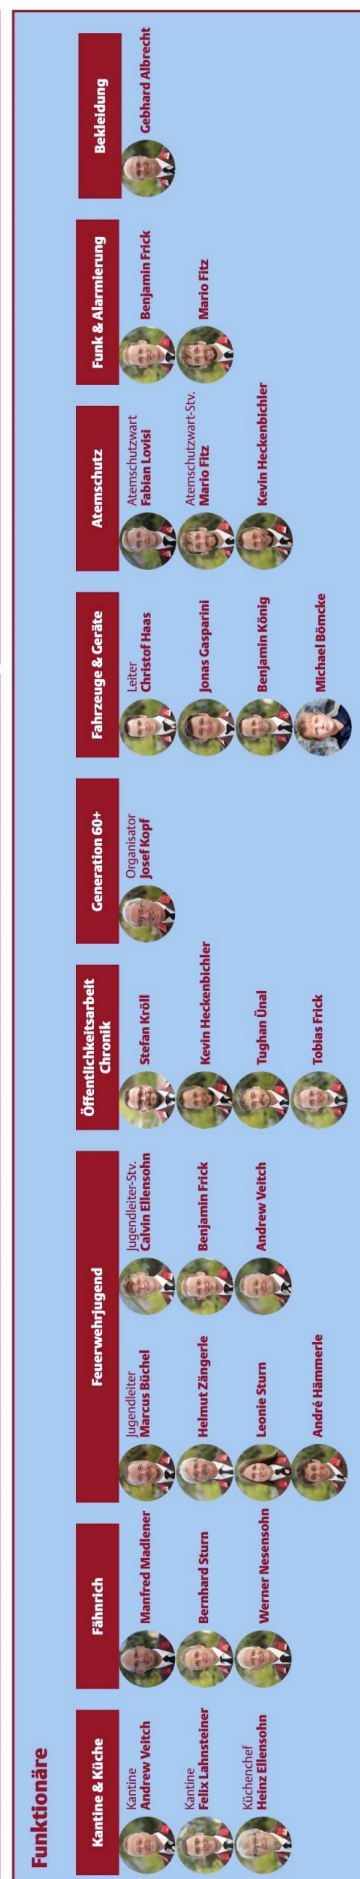 Funktionäre
Kantine & Küche
Kantine
Andrew Veitch
Kantine
Felix Lahnsteiner
Küchenchef
Heinz Ellensohn
Fähnrich
Manfred Madlener
Bernhard Sturn
Werner Nesensohn
Feuerwehrjugend
Jugendleiter
Marcus Büchel
Helmut Zängerle
Leonie Sturn
André Hämmerle
Jugendleiter-Stv.
Calvin Ellensohn
Benjamin Frick
Andrew Veitch
Öffentlichkeitsarbeit
Chronik
Stefan Kröll
Kevin Heckenbichler
Tughan Ünal
Tobias Frick
Generation 60+
Organisator
Josef Kopf
Fahrzeuge & Geräte
Leiter
Christof Haas
Jonas Gasparini
Benjamin König
Michael Bömcke
Atemschutz
Atemschutzwart
Fabian Lovisi
Atemschutzwart-Stv.
Mario Fitz
Kevin Heckenbichler
Funk & Alarmierung
Benjamin Frick
Mario Fitz
Bekleidung
Gebhard Albrecht